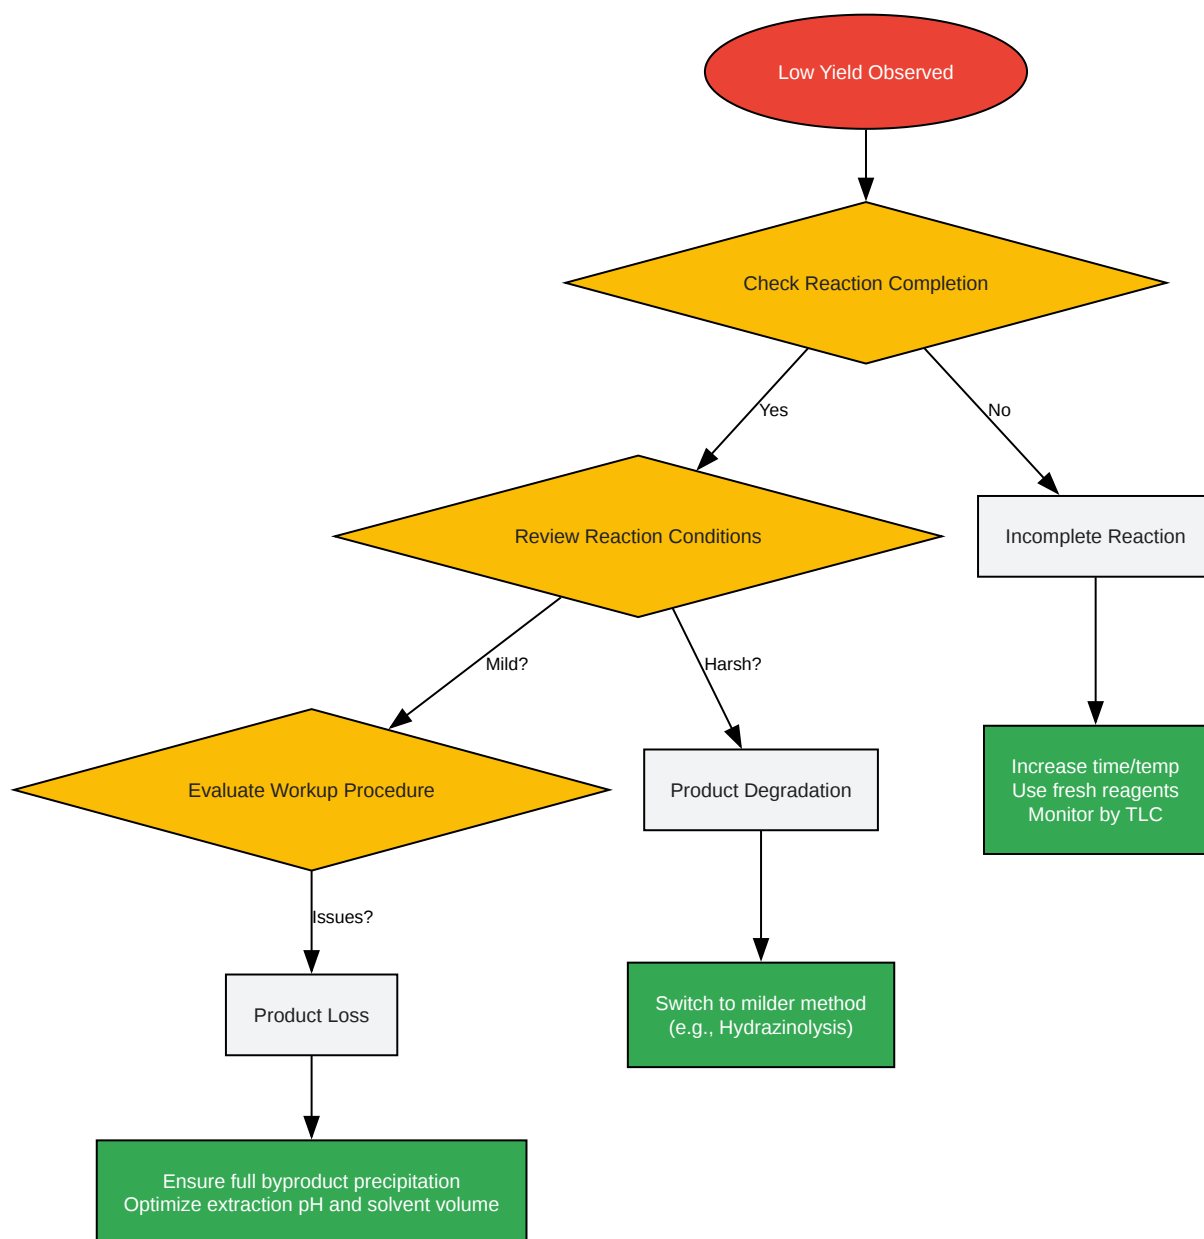 Low Yield Observed
Check Reaction Completion
Yes
No
Review Reaction Conditions
Incomplete Reaction
Mild?
Harsh?
Evaluate Workup Procedure
Product Degradation
Increase time/temp
Use fresh reagents
Monitor by TLC
Issues?
Product Loss
Switch to milder method
(e.g., Hydrazinolysis)
Ensure full byproduct precipitation
Optimize extraction pH and solvent volume